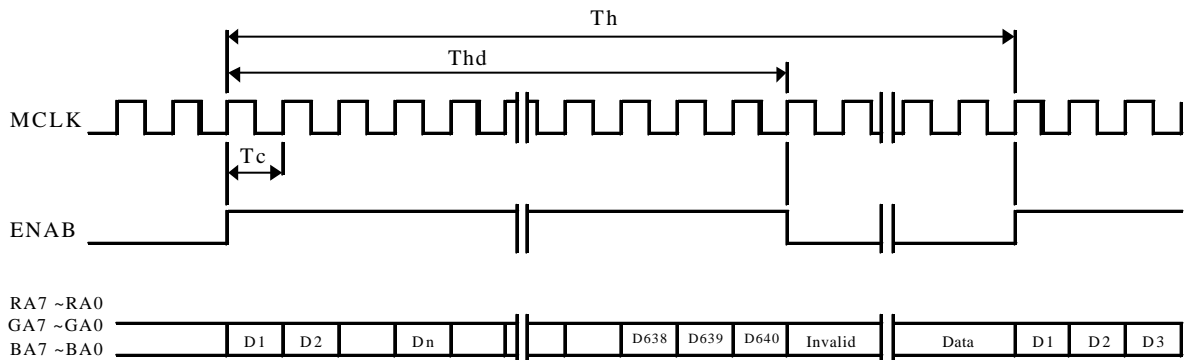 Th
Thd
MCLK
Tc
ENAB
RA7 ~RA0
GA7 ~GA0
BA7 ~BA0
D1 D2 Dn D638 D639 D640 Invalid Data D1 D2 D3